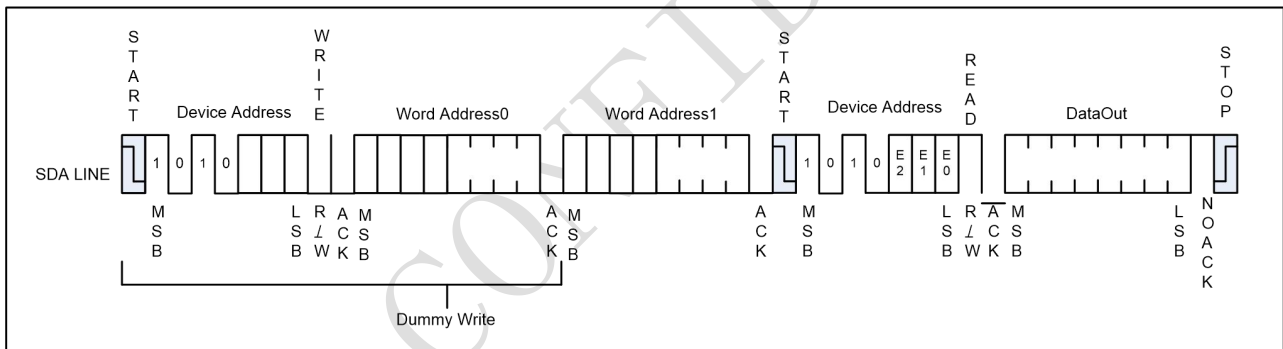 CONFID
START
WRITE
START
READ
STOP
Device Address
Word Address0
Word Address1
Device Address
DataOut
SDA LINE
1 0 1 0
1 0 1 0 E2 E1 E0
MSB
LSB
R/W
ACK
MSB
ACK
MSB
ACK
MSB
LSB
R/W
ACK
MSB
LSB
NOACK
Dummy Write